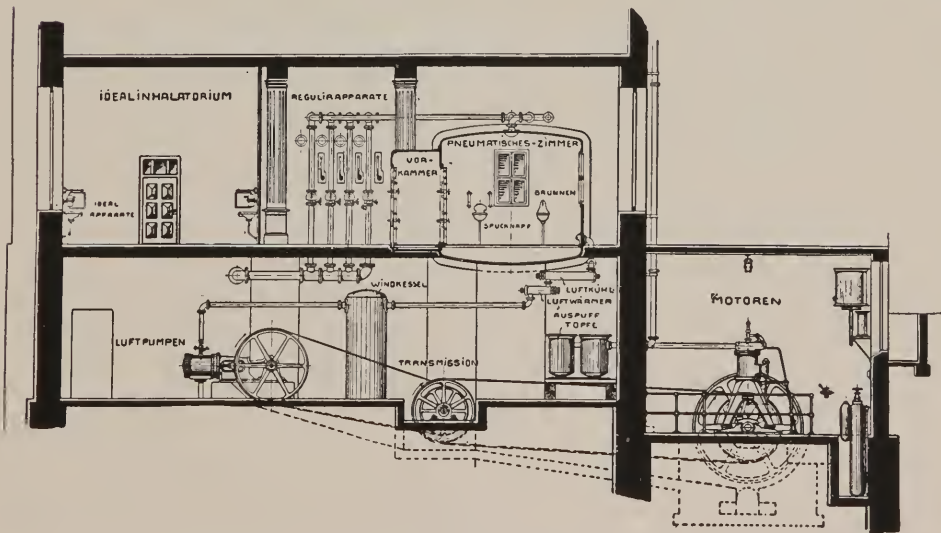 IDEALINHALATORIUM
REGULIRAPPARATE
PNEUMATISCHES-ZIMMER
VOR-
KAMMER
BRUNNEN
IDEAL
APPARATE
SPUCKNAPF
WINDKESSEL
LUFTKÜHL
LUFTWÄRMER
MOTOREN
AUSPUFF
TÖPFE
LUFTPUMPEN
TRANSMISSION